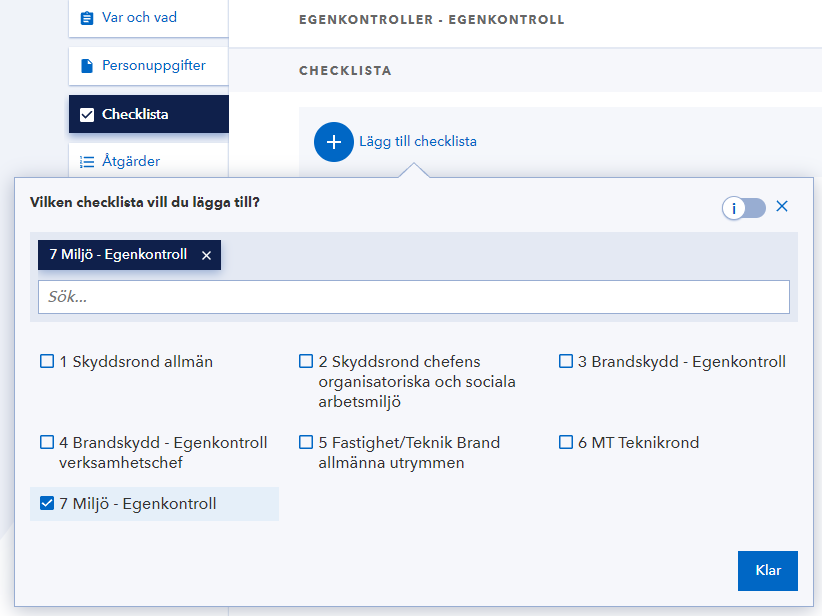 Var och vad
EGENKONTROLLER - EGENKONTROLL
Personuppgifter
CHECKLISTA
Checklista
Lägg till checklista
Åtgärder
Vilken checklista vill du lägga till?
i
7 Miljö - Egenkontroll
Sök...
1 Skyddsrond allmän
2 Skyddsrond chefens
organisatoriska och sociala
arbetsmiljö
3 Brandskydd - Egenkontroll
4 Brandskydd - Egenkontroll
verksamhetschef
5 Fastighet/Teknik Brand
allmänna utrymmen
6 MT Teknikrond
7 Miljö - Egenkontroll
Klar